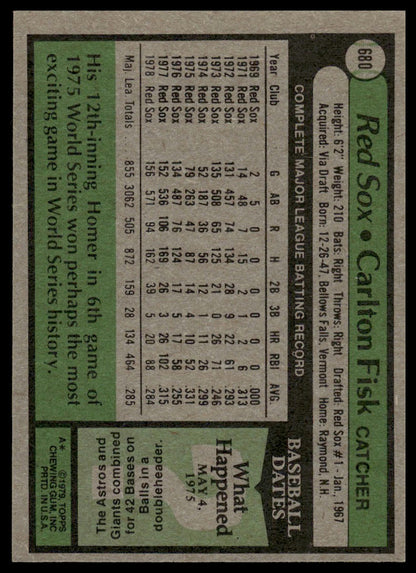 680 Red Sox • Carlton Fisk CATCHER
Height: 6'2" Weight: 210 Bats: Right Throws: Right Drafted: Red Sox #1-Jan., 1967
Acquired: Via Draft Born: 12-26-47, Bellows Falls, Vermont Home: Raymond, N.H.
COMPLETE MAJOR LEAGUE BATTING RECORD
Year Club G AB R H 2B 3B HR RBI AVG
1969 Red Sox 2 5 0 0 0 0 0 0 .000
1971 Red Sox 14 48 7 15 2 1 2 6 .313
1972 Red Sox 131 457 74 134 28 9 22 61 .293
1973 Red Sox 135 508 65 125 21 0 26 71 .246
1974 Red Sox 52 187 36 56 12 1 11 26 .299
1975 Red Sox 79 263 47 87 14 4 10 52 .331
1976 Red Sox 134 487 76 124 17 5 17 58 .255
1977 Red Sox 152 536 106 169 26 3 26 102 .315
1978 Red Sox 156 571 94 162 39 5 20 88 .284
Maj. Lea. Totals 855 3062 505 872 159 28 134 464 .285
His 12th-inning Homer in 6th game of
1975 World Series won perhaps the most
exciting game in World Series history.
BASEBALL
DATES
?
What
Happened
MAY 4,
1975
The Astros and
Giants combined
for 42 Bases on
Balls in a
doubleheader.
A* ©1979, TOPPS
CHEWING GUM, INC
PRTD IN U.S.A.